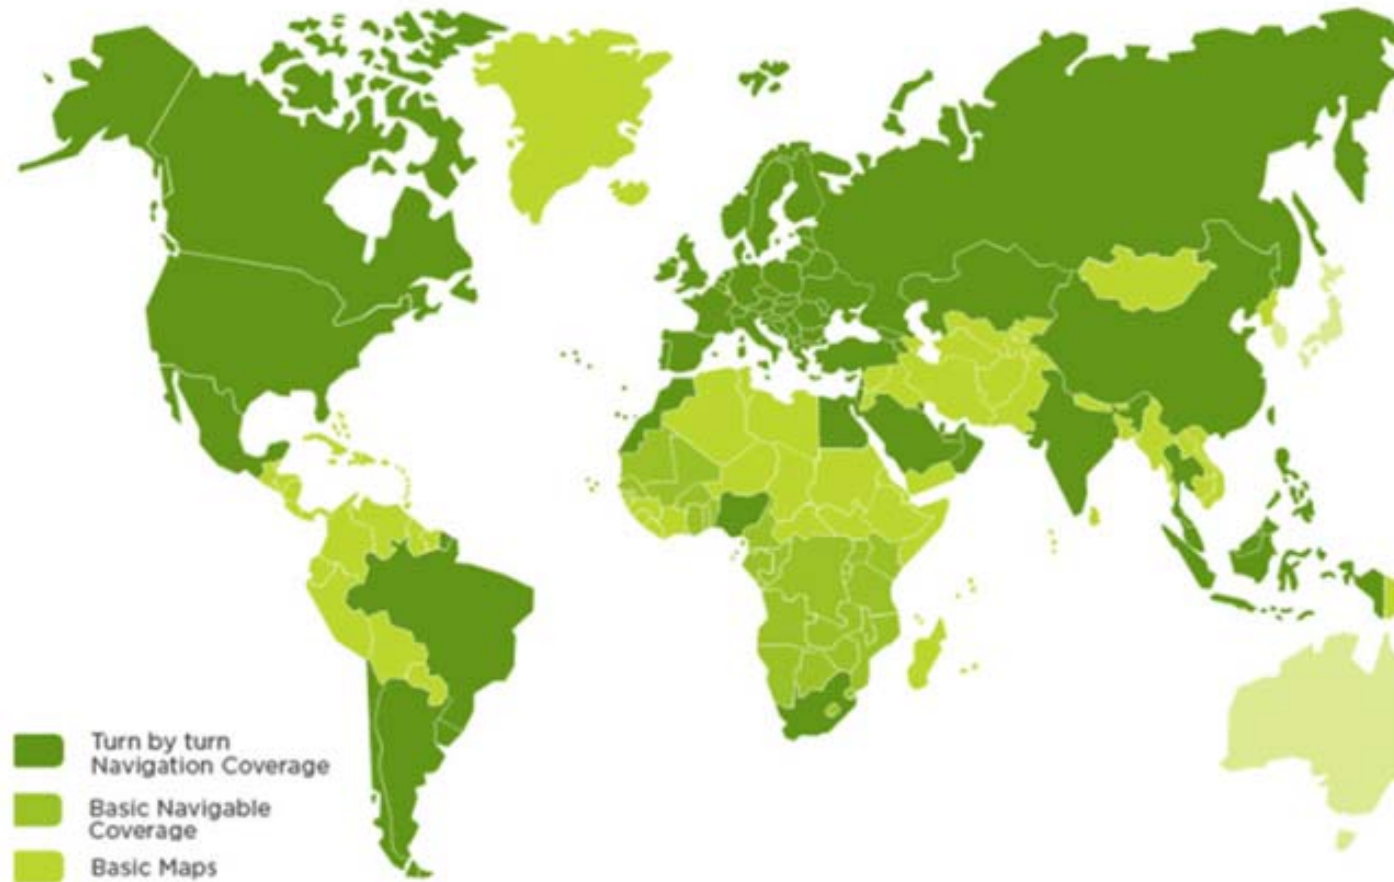 Turn by turn
Navigation Coverage
Basic Navigable
Coverage
Basic Maps